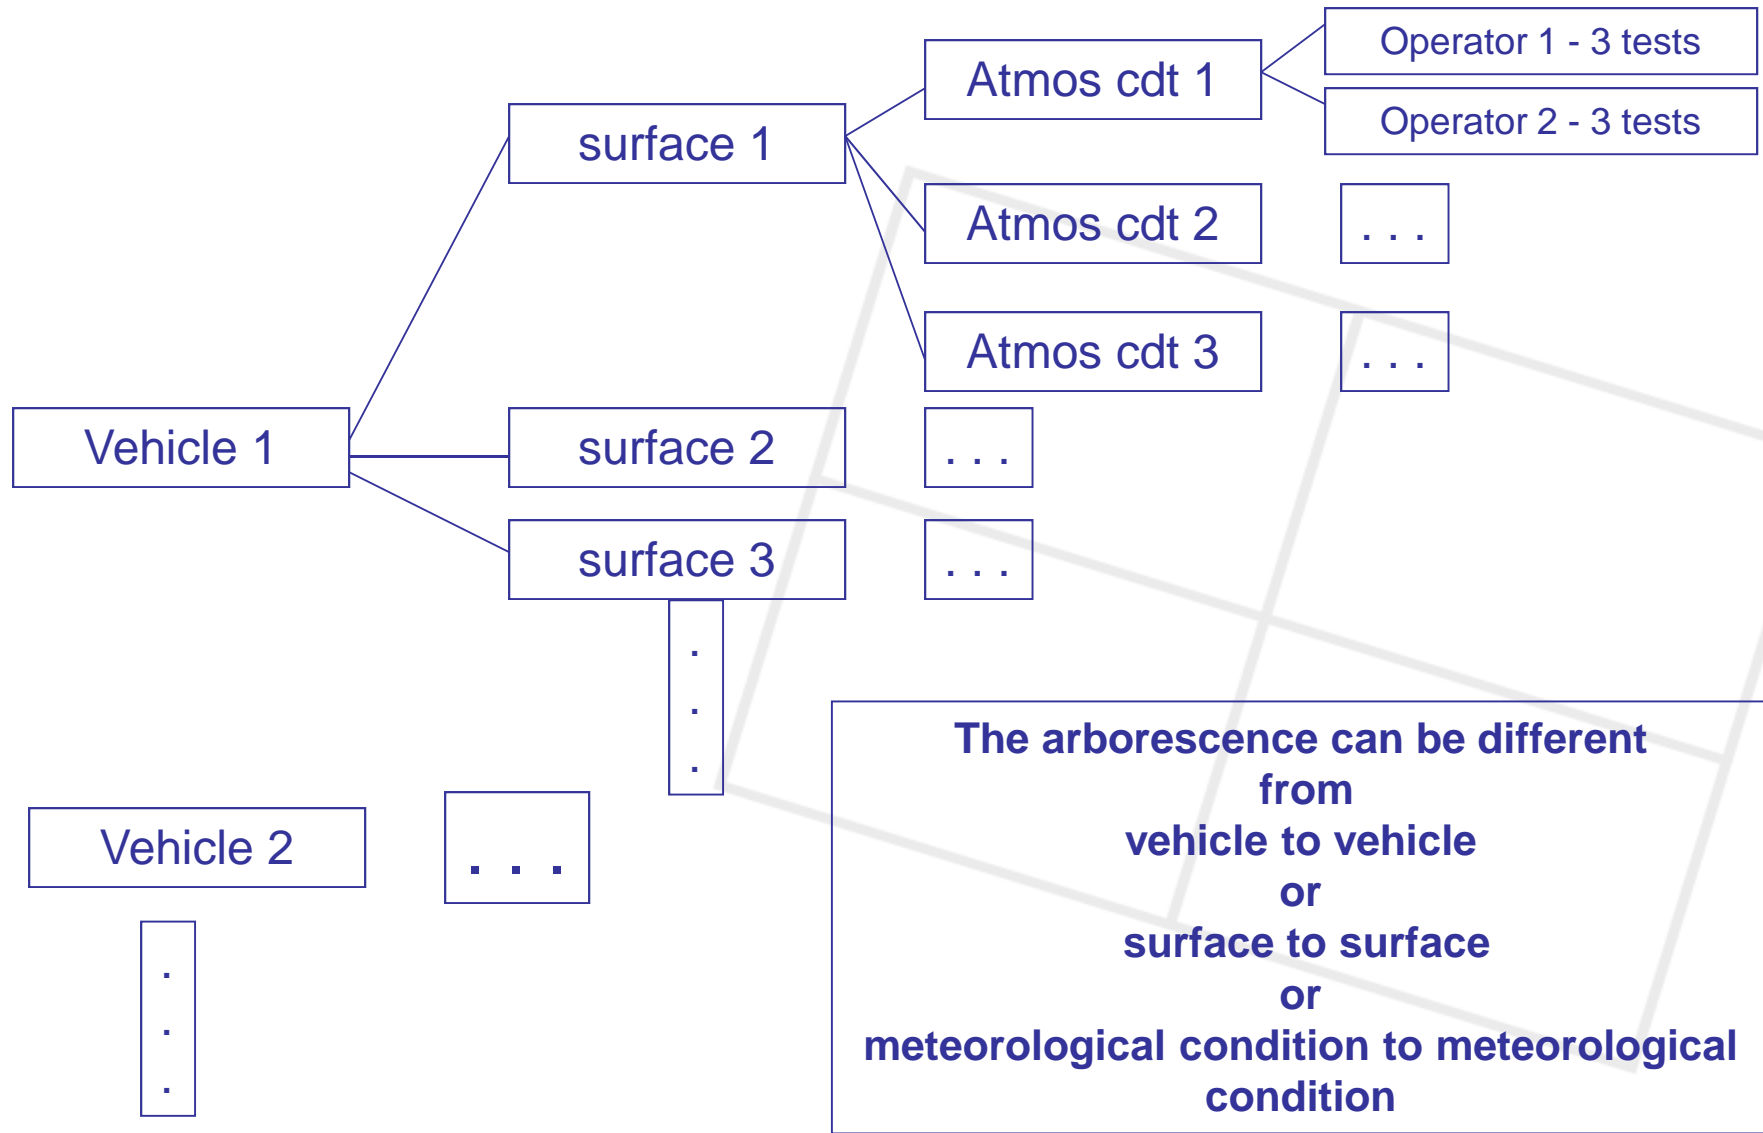 Operator 1 - 3 tests
Atmos cdt 1
Operator 2 - 3 tests
surface 1
Atmos cdt 2
. . .
Atmos cdt 3
. . .
Vehicle 1
surface 2
. . .
surface 3
. . .
.
.
.
The arborescence can be different
from
vehicle to vehicle
or
surface to surface
or
meteorological condition to meteorological
condition
Vehicle 2
. . .
.
.
.